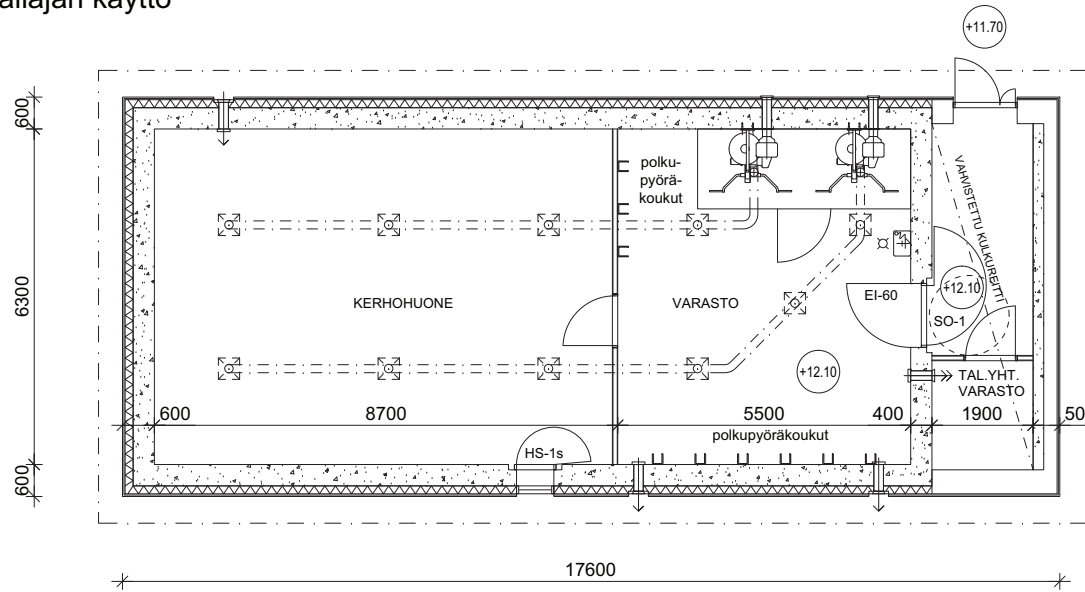 aliajan käyttö
+11.70
600
polku-
pyörä-
koukut
VAHVISTETTU KULKUREITTI
6300
KERHOHUONE
VARASTO
EI-60
+12.10
SO-1
+12.10
TAL.YHT.
VARASTO
600
8700
5500
400
1900
50
polkupyöräkoukut
HS-1s
600
17600